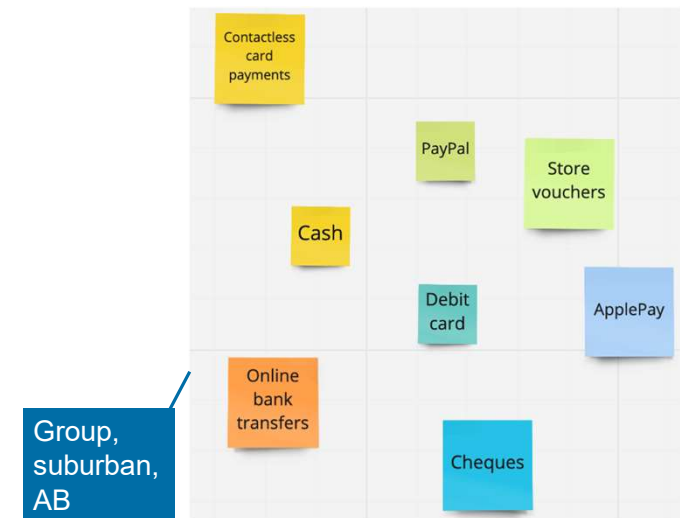 Contactless
card
payments
PayPal
Store
vouchers
Cash
Debit
card
ApplePay
Online
bank
transfers
Cheques
Group,
suburban,
AB